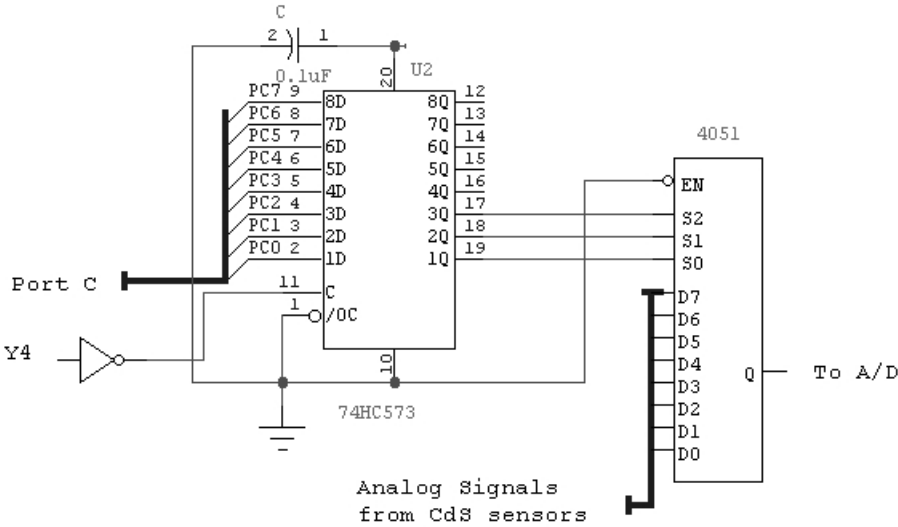 C
2 1
0.1uF
20
U2
PC7 9 8D 8Q 12
PC6 8 7D 7Q 13
PC5 7 6D 6Q 14
PC4 6 5D 5Q 15
PC3 5 4D 4Q 16
PC2 4 3D 3Q 17
PC1 3 2D 2Q 18
PC0 2 1D 1Q 19
11 C
1 /OC
10
74HC573
Port C
Y4
4051
EN
S2
S1
S0
D7
D6
D5
D4
D3
D2
D1
D0
Q
To A/D
Analog Signals
from CdS sensors